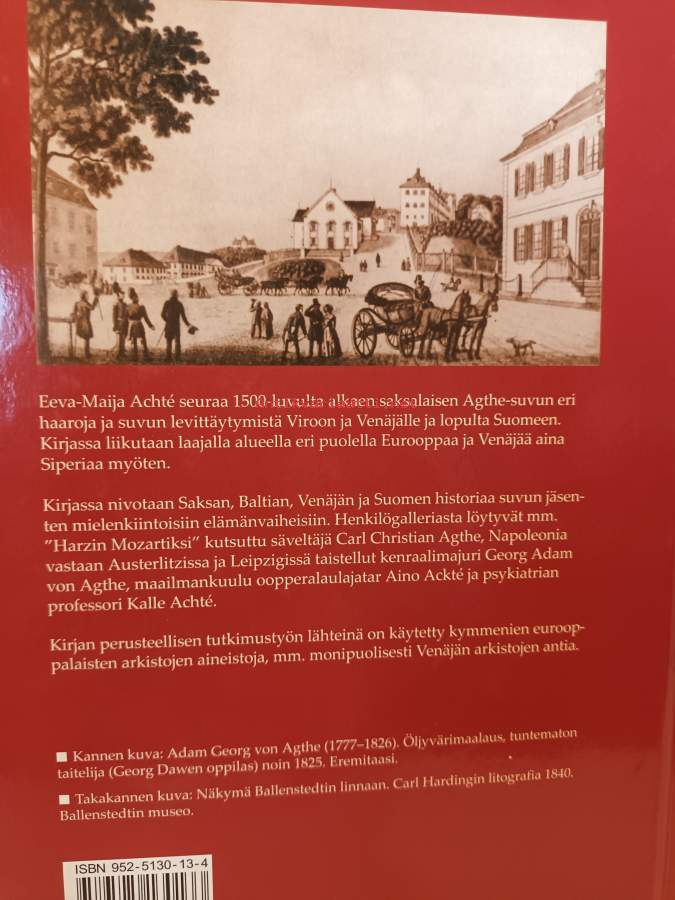 Eeva-Maija Achté seuraa 1500-luvulta alkaen saksalaisen Agthe-suvun eri
haaroja ja suvun levittäytymistä Viroon ja Venäjälle ja lopulta Suomeen.
Kirjassa liikutaan laajalla alueella eri puolella Eurooppaa ja Venäjää aina
Siperiaa myöten.
Kirjassa nivotaan Saksan, Baltian, Venäjän ja Suomen historiaa suvun jäsen-
ten mielenkiintoisiin elämänvaiheisiin. Henkilögalleriasta löytyvät mm.
”Harzin Mozartiksi” kutsuttu säveltäjä Carl Christian Agthe, Napoleonia
vastaan Austerlitzissa ja Leipzigissä taistellut kenraalimajuri Georg Adam
von Agthe, maailmankuulu oopperalaulajatar Aino Ackté ja psykiatrian
professori Kalle Achté.
Kirjan perusteellisen tutkimustyön lähteinä on käytetty kymmenien euroop-
palaisten arkistojen aineistoja, mm. monipuolisesti Venäjän arkistojen antia.
■ Kannen kuva: Adam Georg von Agthe (1777–1826). Öljyvärimaalaus, tuntematon
taitelija (Georg Dawen oppilas) noin 1825. Eremitaasi.
■ Takakannen kuva: Näkymä Ballenstedtin linnaan. Carl Hardingin litografia 1840.
Ballenstedtin museo.
ISBN 952-5130-13-4